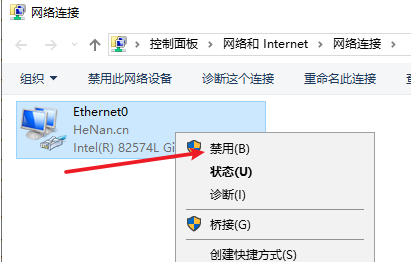 网络连接
控制面板 > 网络和 Internet > 网络连接 >
组织 禁用此网络设备 诊断这个连接 重命名此连接
Ethernet0
HeNan.cn
Intel(R) 82574L Gi
禁用(B)
状态(U)
诊断(I)
桥接(G)
创建快捷方式(S)